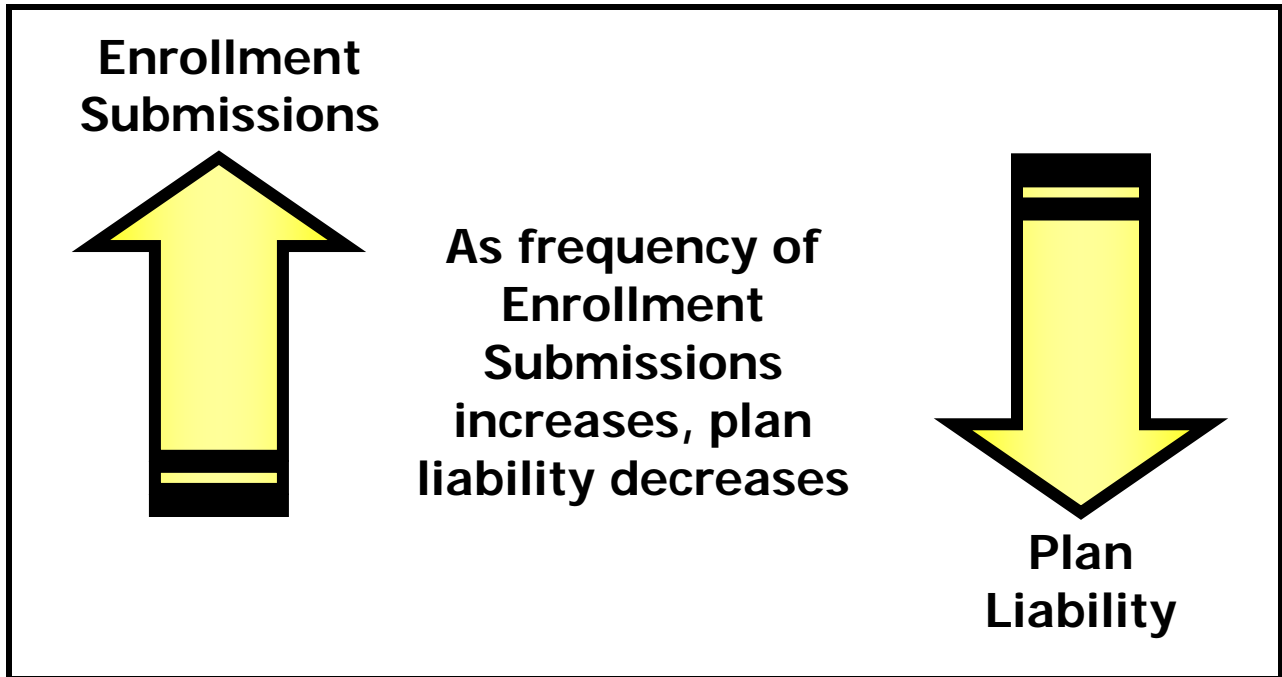 Enrollment
Submissions
As frequency of
Enrollment
Submissions
increases, plan
liability decreases
Plan
Liability